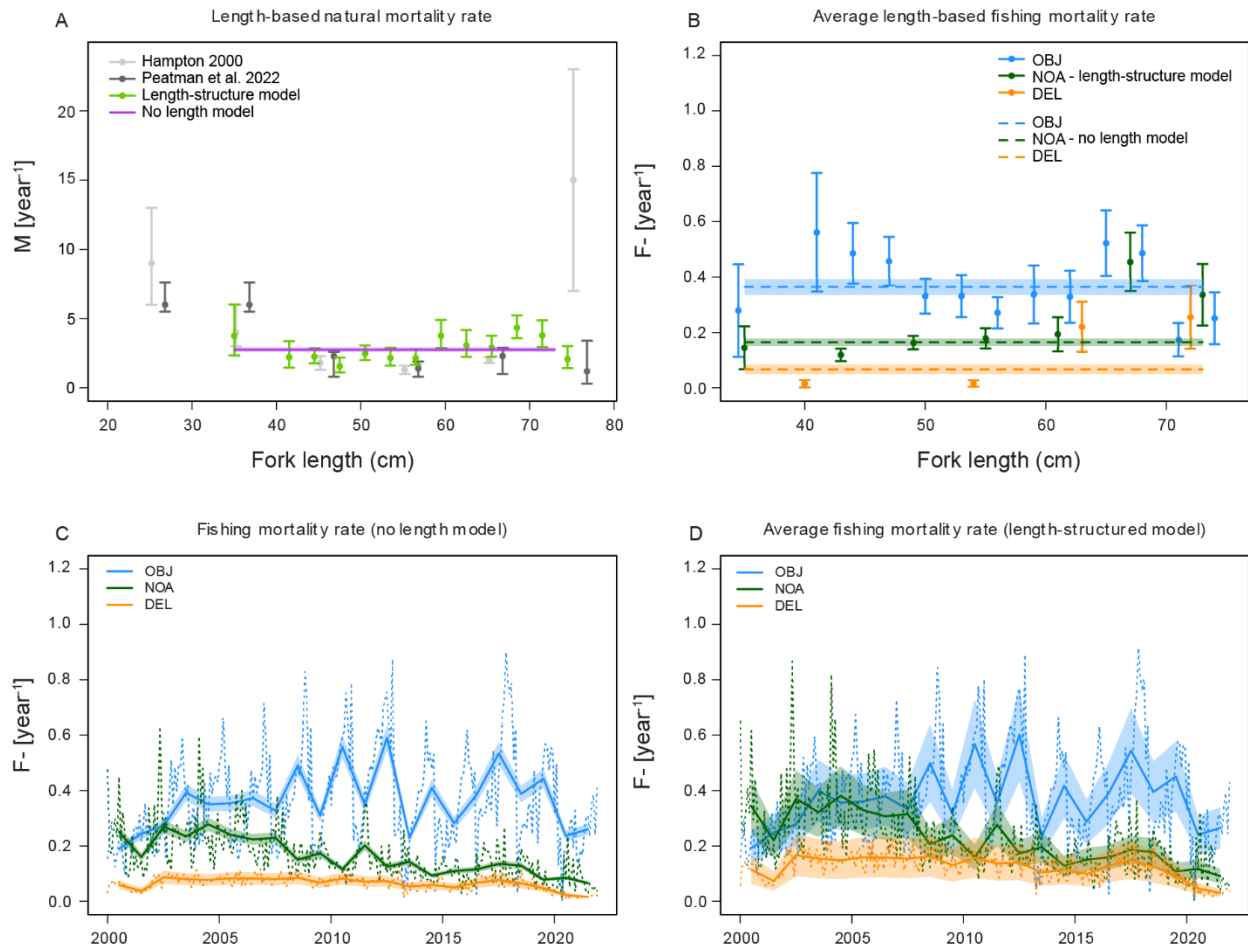 A Length-based natural mortality rate
Hampton 2000
Peatman et al. 2022
Length-structure model
No length model
M [year⁻¹]
20
15
10
5
0
20 30 40 50 60 70 80
Fork length (cm)
B Average length-based fishing mortality rate
OBJ
NOA - length-structure model
DEL
OBJ
NOA - no length model
DEL
F- [year⁻¹]
1.2
1.0
0.8
0.6
0.4
0.2
0.0
40 50 60 70
Fork length (cm)
C Fishing mortality rate (no length model)
OBJ
NOA
DEL
F- [year⁻¹]
1.2
1.0
0.8
0.6
0.4
0.2
0.0
2000 2005 2010 2015 2020
D Average fishing mortality rate (length-structured model)
OBJ
NOA
DEL
F- [year⁻¹]
1.2
1.0
0.8
0.6
0.4
0.2
0.0
2000 2005 2010 2015 2020